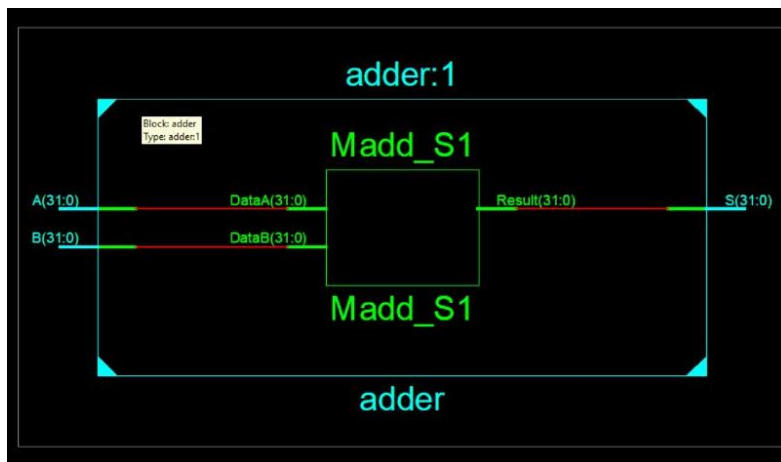 adder:1
Block: adder
Type: adder:1
Madd_S1
A(31:0)
DataA(31:0)
Result(31:0)
S(31:0)
B(31:0)
DataB(31:0)
Madd_S1
adder